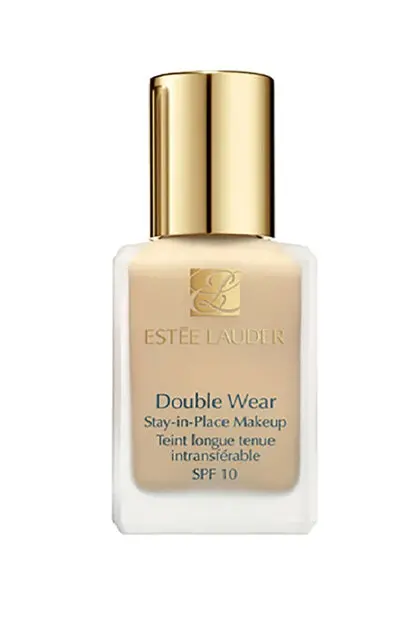 ESTĒE LAUDER
Double Wear
Stay-in-Place Makeup
Teint longue tenue
intransférable
SPF 10